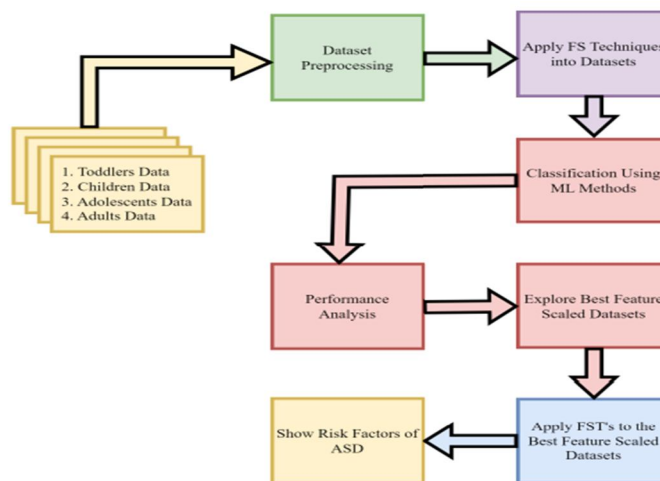 Dataset
Preprocessing
Apply FS Techniques
into Datasets
1. Toddlers Data
2. Children Data
3. Adolescents Data
4. Adults Data
Classification Using
ML Methods
Performance
Analysis
Explore Best Feature
Scaled Datasets
Apply FST's to the
Best Feature Scaled
Datasets
Show Risk Factors of
ASD